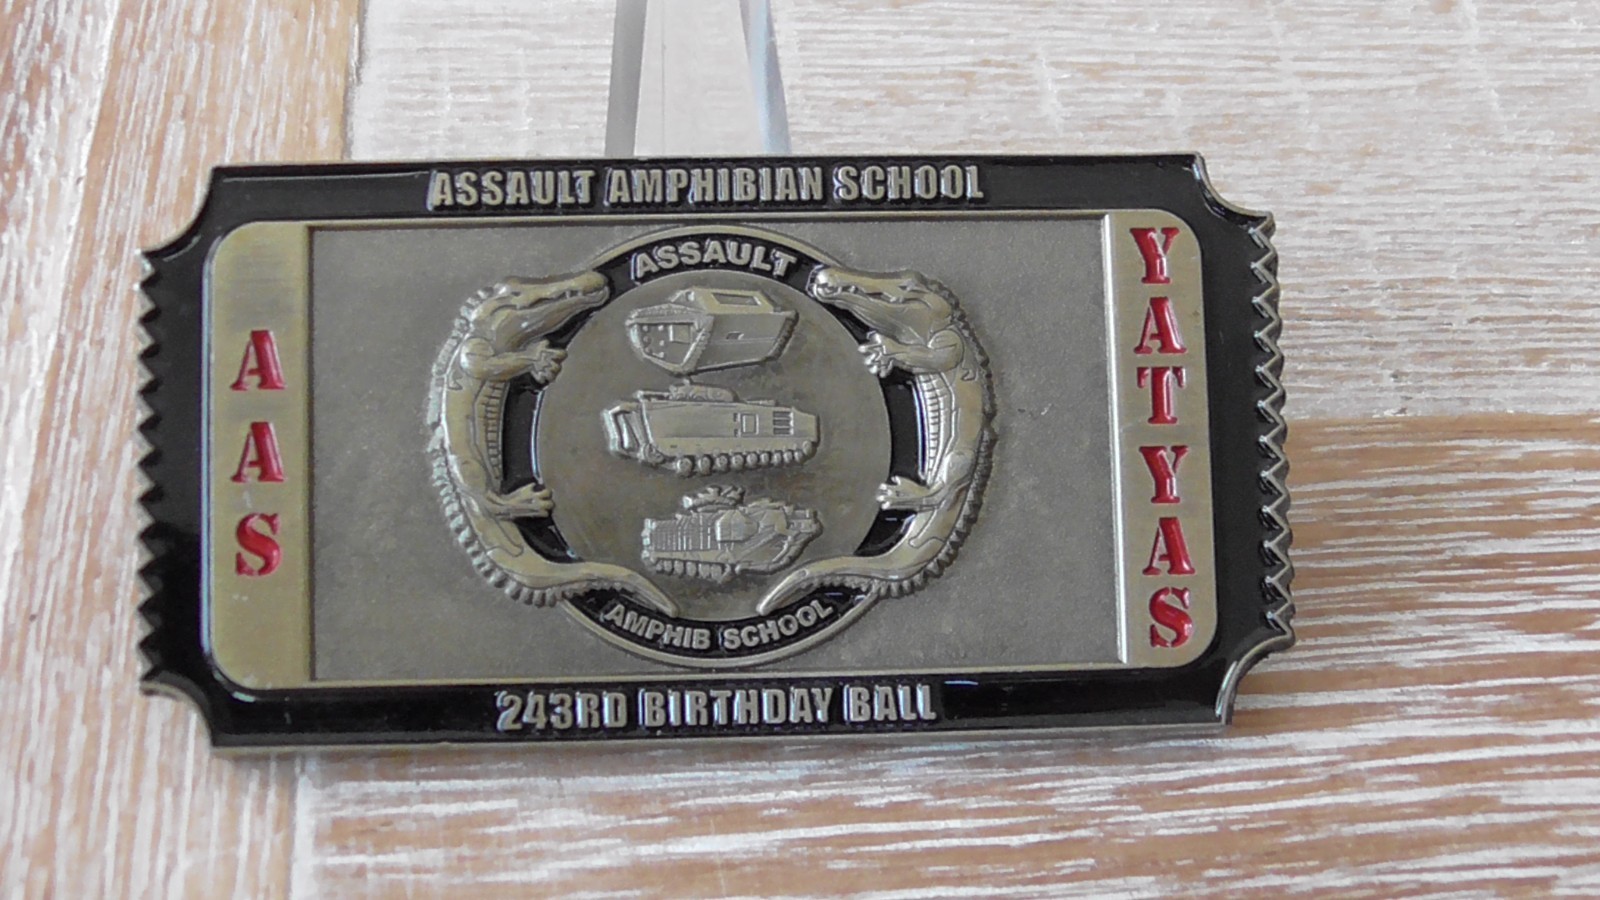 ASSAULT AMPHIBIAN SCHOOL
AAS
ASSAULT
AMPHIB SCHOOL
YATYAS
243RD BIRTHDAY BALL